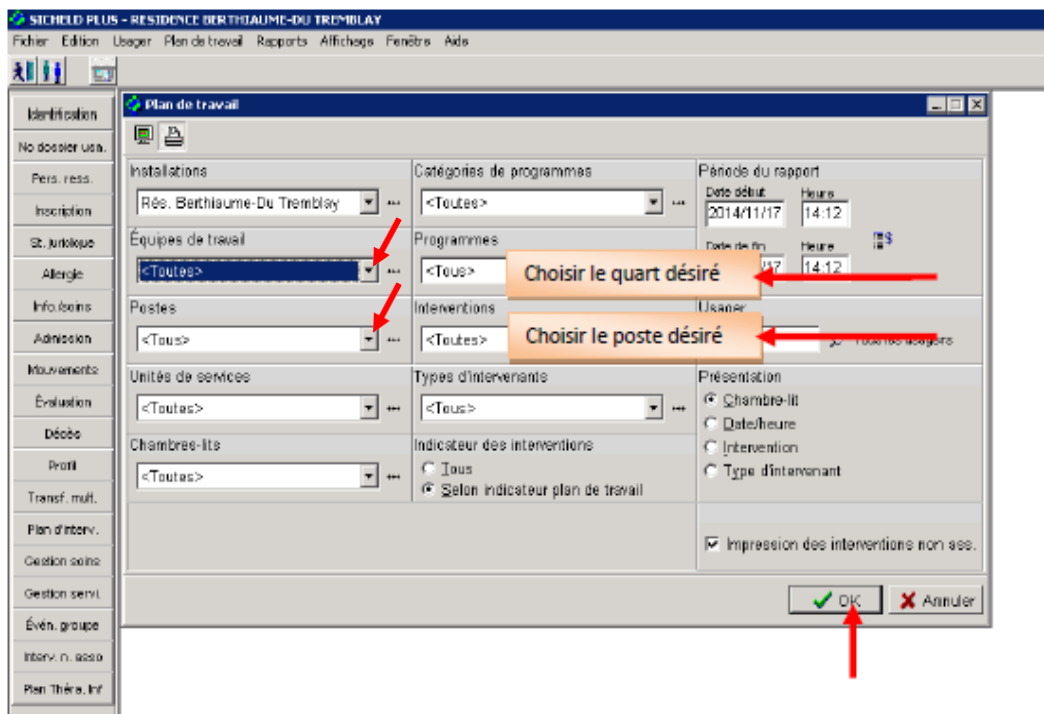 SICHELD PLUS - RESIDENCE BERTHIAUME-DU TREMBLAY
Fichier Edition Usager Plan de travail Rapports Affichage Fenêtre Aide
Identification
No dossier usa.
Pers. ress.
Inscription
St. juridique
Allergie
Info./soins
Admission
Mouvements
Évaluation
Décès
Profil
Transf. mult.
Plan d'interv.
Gestion soins
Gestion servi.
Évén. groupe
Interv. n. asso
Plan Théra. Inf
Plan de travail
Installations
Rés. Berthiaume-Du Tremblay
Équipes de travail
<Toutes>
Postes
<Tous>
Unités de services
<Toutes>
Chambres-lits
<Toutes>
Catégories de programmes
<Toutes>
Programmes
<Tous>
Interventions
<Toutes>
Types d'intervenants
<Tous>
Indicateur des interventions
Tous
Selon indicateur plan de travail
Période du rapport
Date début Heure
2014/11/17 14:12
Date de fin Heure
/17 14:12
Choisir le quart désiré
Usager
Choisir le poste désiré
Tous les usagers
Présentation
Chambre-lit
Date/heure
Intervention
Type d'intervenant
Impression des interventions non ass.
OK Annuler